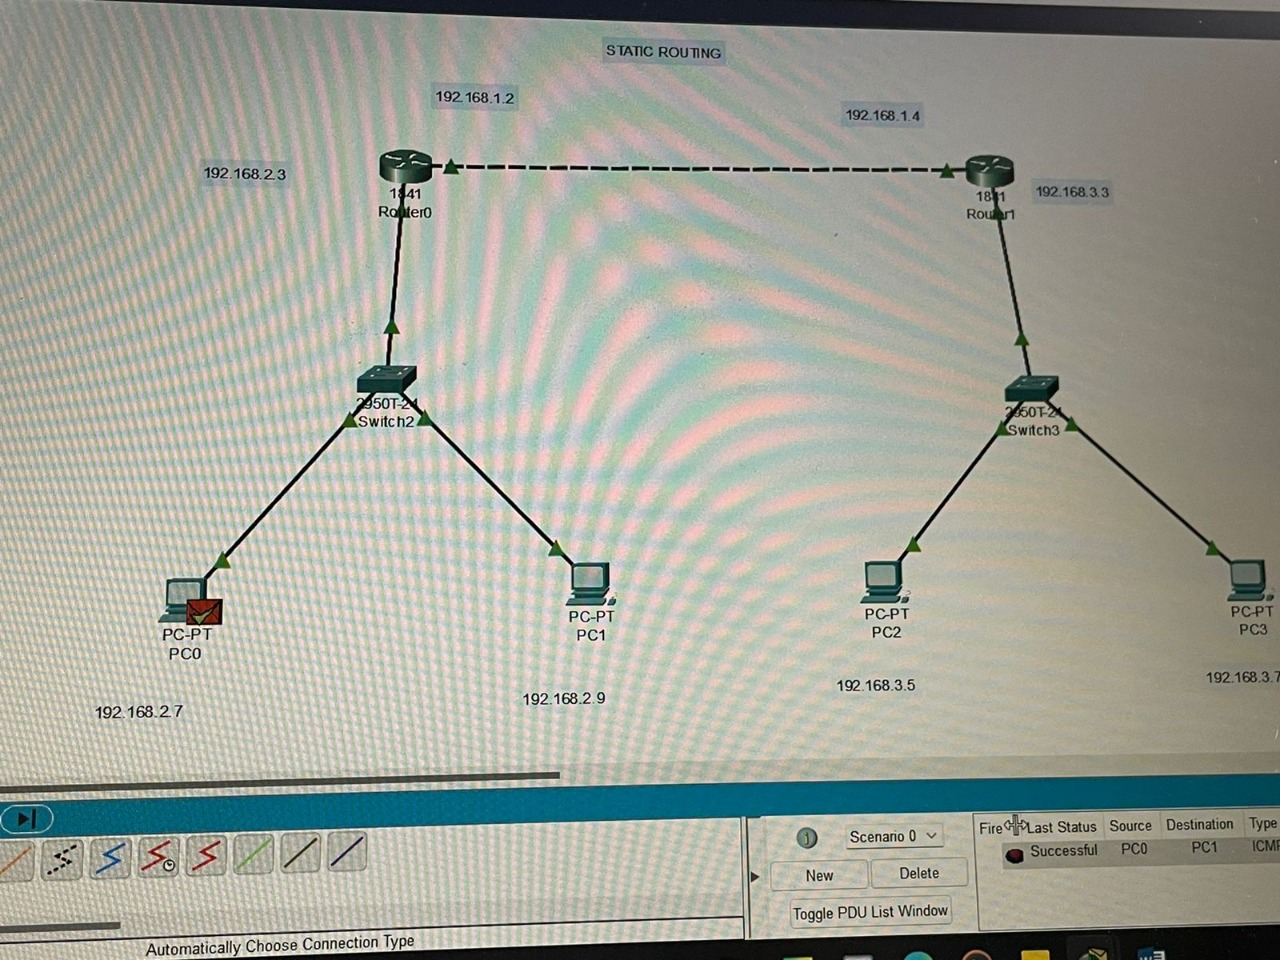 STATIC ROUTING
192.168.1.2
192.168.1.4
192.168.2.3
192.168.3.3
1841
Router0
1841
Router1
2950T-24
Switch2
2950T-24
Switch3
PC-PT
PC0
PC-PT
PC1
PC-PT
PC2
PC-PT
PC3
192.168.2.7
192.168.2.9
192.168.3.5
192.168.3.7
Scenario 0
New
Delete
Toggle PDU List Window
Fire Last Status Source Destination Type
Successful PC0 PC1 ICMP
Automatically Choose Connection Type